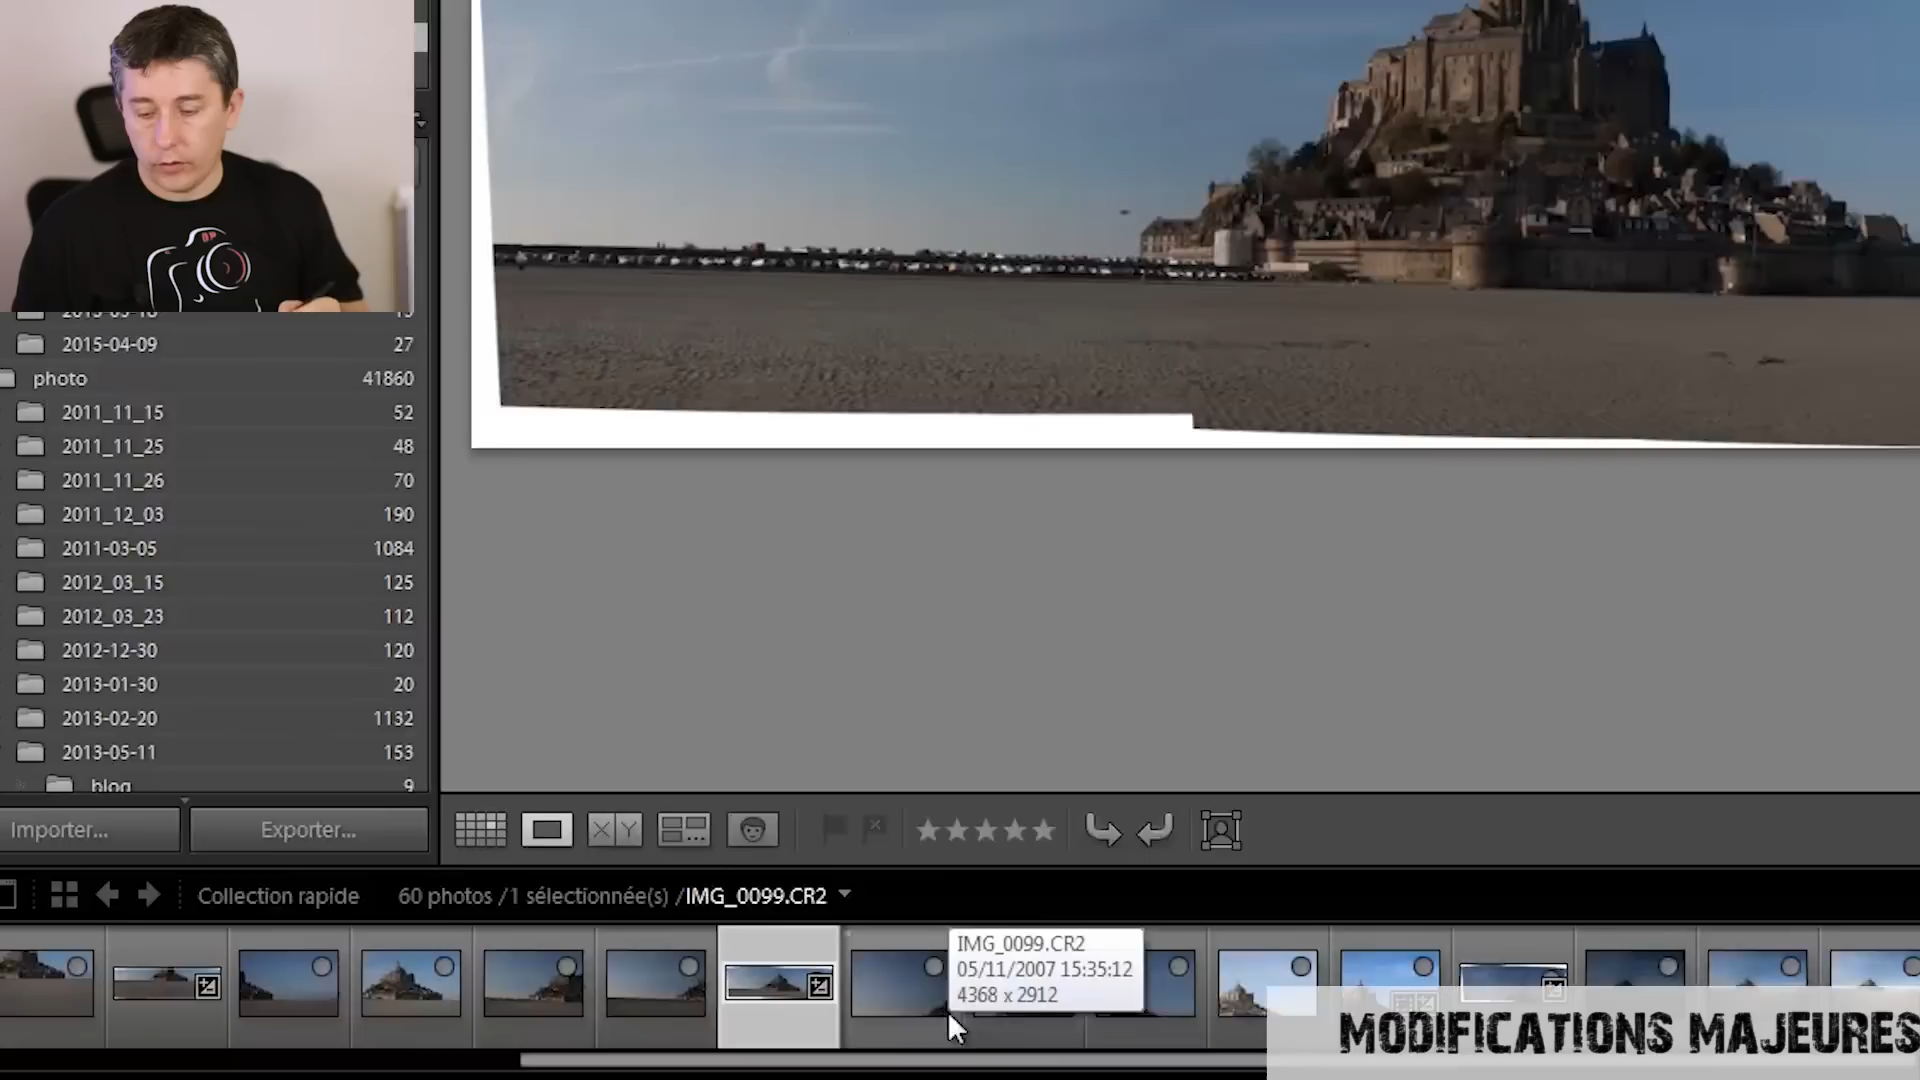 2015-04-09 27
photo 41860
2011_11_15 52
2011_11_25 48
2011_11_26 70
2011_12_03 190
2011-03-05 1084
2012_03_15 125
2012_03_23 112
2012-12-30 120
2013-01-30 20
2013-02-20 1132
2013-05-11 153
blog 9
Importer... Exporter...
XY
Collection rapide 60 photos /1 sélectionnée(s) /IMG_0099.CR2
IMG_0099.CR2
05/11/2007 15:35:12
4368 x 2912
MODIFICATIONS MAJEURES